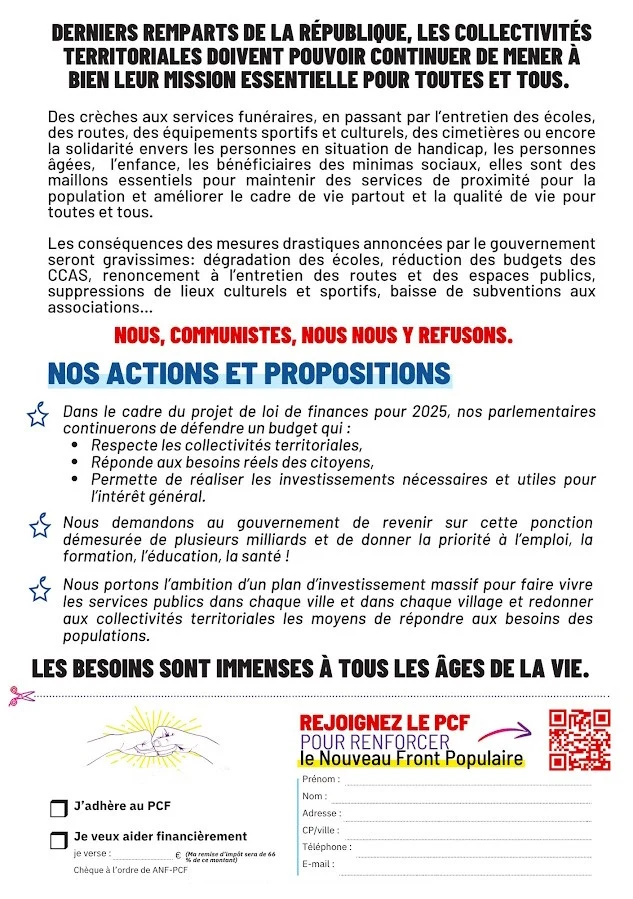 DERNIERS REMPARTS DE LA RÉPUBLIQUE, LES COLLECTIVITÉS
TERRITORIALES DOIVENT POUVOIR CONTINUER DE MENER À
BIEN LEUR MISSION ESSENTIELLE POUR TOUTES ET TOUS.
Des crèches aux services funéraires, en passant par l'entretien des écoles,
des routes, des équipements sportifs et culturels, des cimetières ou encore
la solidarité envers les personnes en situation de handicap, les personnes
âgées, l'enfance, les bénéficiaires des minimas sociaux, elles sont des
maillons essentiels pour maintenir des services de proximité pour la
population et améliorer le cadre de vie partout et la qualité de vie pour
toutes et tous.
Les conséquences des mesures drastiques annoncées par le gouvernement
seront gravissimes: dégradation des écoles, réduction des budgets des
CCAS, renoncement à l'entretien des routes et des espaces publics,
suppressions de lieux culturels et sportifs, baisse de subventions aux
associations...
NOUS, COMMUNISTES, NOUS NOUS Y REFUSONS.
NOS ACTIONS ET PROPOSITIONS
Dans le cadre du projet de loi de finances pour 2025, nos parlementaires
continuerons de défendre un budget qui :
• Respecte les collectivités territoriales,
• Réponde aux besoins réels des citoyens,
• Permette de réaliser les investissements nécessaires et utiles pour
l'intérêt général.
Nous demandons au gouvernement de revenir sur cette ponction
démesurée de plusieurs milliards et de donner la priorité à l'emploi, la
formation, l'éducation, la santé !
Nous portons l'ambition d'un plan d'investissement massif pour faire vivre
les services publics dans chaque ville et dans chaque village et redonner
aux collectivités territoriales les moyens de répondre aux besoins des
populations.
LES BESOINS SONT IMMENSES À TOUS LES ÂGES DE LA VIE.
J'adhère au PCF
Je veux aider financièrement
je verse : € (Ma remise d'impôt sera de 66
% de ce montant)
Chèque à l'ordre de ANF-PCF
REJOIGNEZ LE PCF
POUR RENFORCER
le Nouveau Front Populaire
Prénom :
Nom :
Adresse :
CP/ville :
Téléphone :
E-mail :